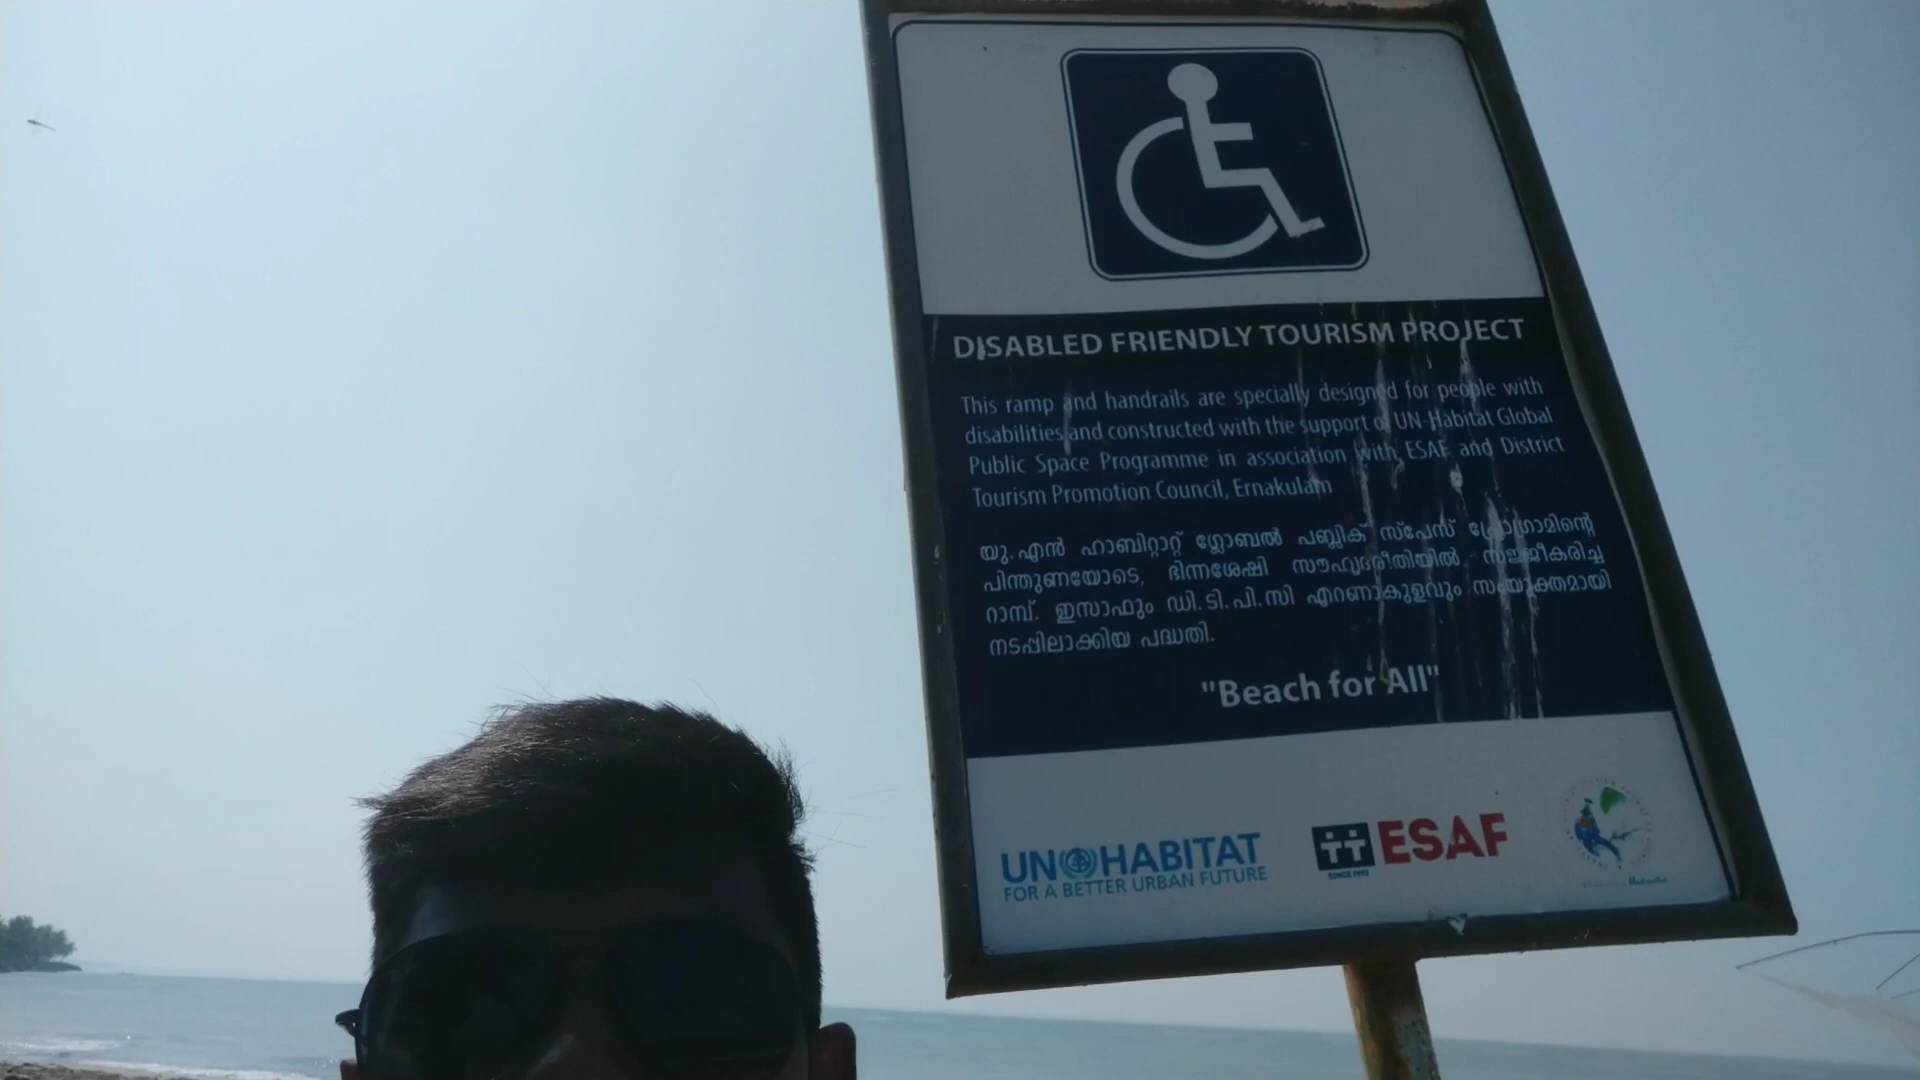 DISABLED FRIENDLY TOURISM PROJECT
This ramp and handrails are specially designed for people with
disabilities and constructed with the support of UN-Habitat Global
Public Space Programme in association with ESAF and District
Tourism Promotion Council, Ernakulam
യു.എൻ ഹാബിറ്റാറ്റ് ഗ്ലോബൽ പബ്ലിക് സ്പേസ് പ്രോഗ്രാമിന്റെ
പിന്തുണയോടെ, ഭിന്നശേഷി സൗഹൃദരീതിയിൽ സജ്ജീകരിച്ച
റാമ്പ്. ഇസാഫും ഡി.ടി.പി.സി എറണാകുളവും സംയുക്തമായി
നടപ്പിലാക്കിയ പദ്ധതി.
"Beach for All"
UN HABITAT
FOR A BETTER URBAN FUTURE
ESAF
SINCE 1992